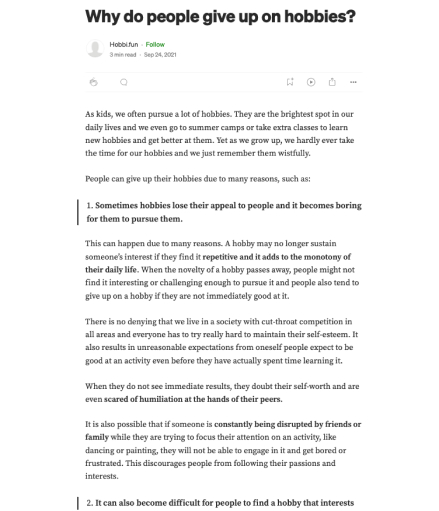 Why do people give up on hobbies?
Hobbi.fun · Follow
3 min read · Sep 24, 2021
As kids, we often pursue a lot of hobbies. They are the brightest spot in our
daily lives and we even go to summer camps or take extra classes to learn
new hobbies and get better at them. Yet as we grow up, we hardly ever take
the time for our hobbies and we just remember them wistfully.
People can give up their hobbies due to many reasons, such as:
1. Sometimes hobbies lose their appeal to people and it becomes boring
for them to pursue them.
This can happen due to many reasons. A hobby may no longer sustain
someone's interest if they find it repetitive and it adds to the monotony of
their daily life. When the novelty of a hobby passes away, people might not
find it interesting or challenging enough to pursue it and people also tend to
give up on a hobby if they are not immediately good at it.
There is no denying that we live in a society with cut-throat competition in
all areas and everyone has to try really hard to maintain their self-esteem. It
also results in unreasonable expectations from oneself people expect to be
good at an activity even before they have actually spent time learning it.
When they do not see immediate results, they doubt their self-worth and are
even scared of humiliation at the hands of their peers.
It is also possible that if someone is constantly being disrupted by friends or
family while they are trying to focus their attention on an activity, like
dancing or painting, they will not be able to engage in it and get bored or
frustrated. This discourages people from following their passions and
interests.
2. It can also become difficult for people to find a hobby that interests